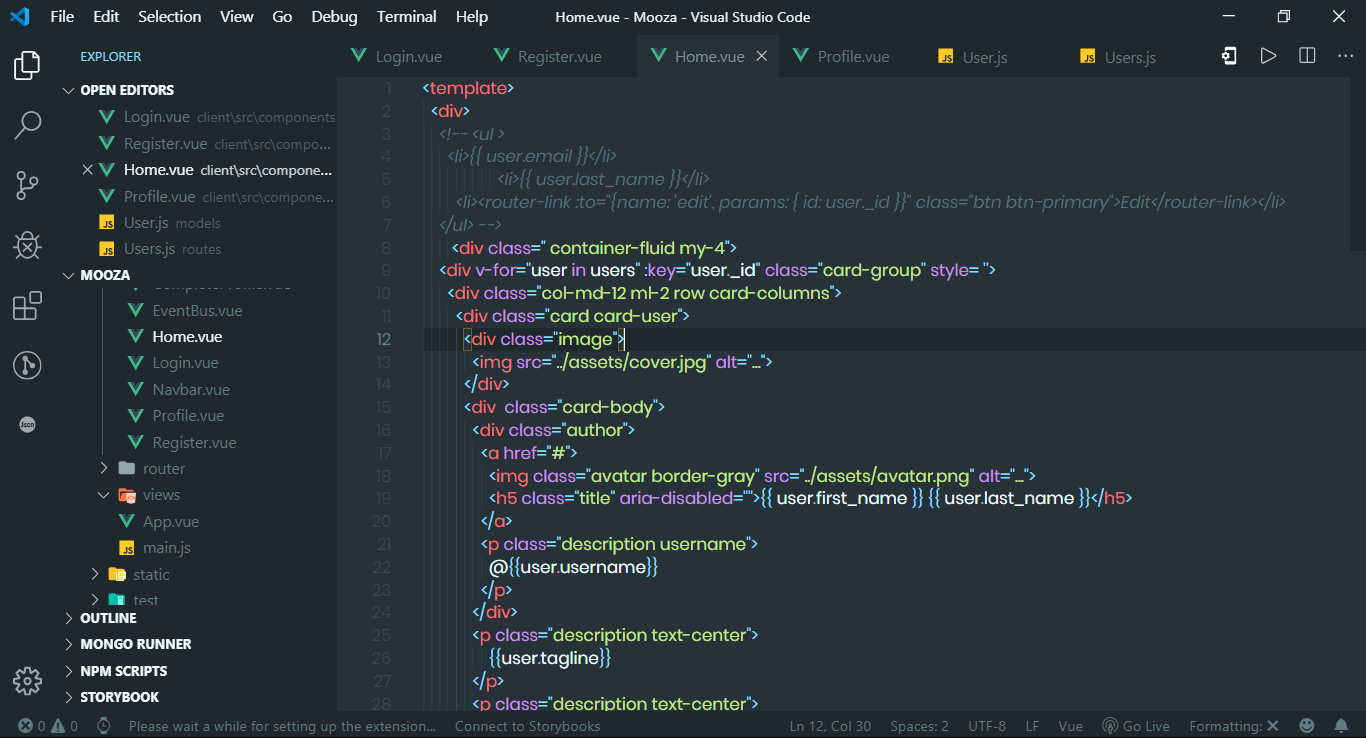 File Edit Selection View Go Debug Terminal Help Home.vue - Mooza - Visual Studio Code
EXPLORER
OPEN EDITORS
Login.vue client\src\components
Register.vue client\src\compo...
Home.vue client\src\compone...
Profile.vue client\src\compone...
JS User.js models
JS Users.js routes
MOOZA
EventBus.vue
Home.vue
Login.vue
Navbar.vue
Profile.vue
Register.vue
router
views
App.vue
JS main.js
static
test
OUTLINE
MONGO RUNNER
NPM SCRIPTS
STORYBOOK
Json
Login.vue Register.vue Home.vue Profile.vue JS User.js JS Users.js
1 <template>
2 <div>
3 <!-- <ul >
4 <li>{{ user.email }}</li>
5 <li>{{ user.last_name }}</li>
6 <li><router-link :to="{name: 'edit', params: { id: user._id }}" class="btn btn-primary">Edit</router-link></li>
7 </ul> -->
8 <div class=" container-fluid my-4">
9 <div v-for="user in users" :key="user._id" class="card-group" style= ''>
10 <div class="col-md-12 ml-2 row card-columns">
11 <div class="card card-user">
12 <div class="image">
13 <img src="../assets/cover.jpg" alt="...">
14 </div>
15 <div  class="card-body">
16 <div class="author">
17 <a href="#">
18 <img class="avatar border-gray" src="../assets/avatar.png" alt="...">
19 <h5 class="title" aria-disabled="">{{ user.first_name }} {{ user.last_name }}</h5>
20 </a>
21 <p class="description username">
22 @{{user.username}}
23 </p>
24 </div>
25 <p class="description text-center">
26 {{user.tagline}}
27 </p>
28 <p class="description text-center">
0 0 Please wait a while for setting up the extension... Connect to Storybooks Ln 12, Col 30 Spaces: 2 UTF-8 LF Vue Go Live Formatting: ✕